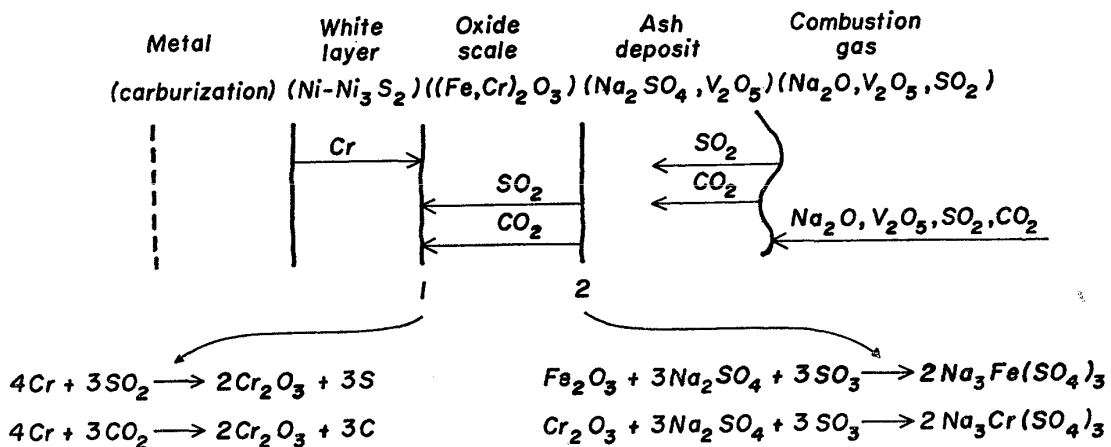 Metal White layer Oxide scale Ash deposit Combustion gas
(carburization) (Ni-Ni₃S₂) ((Fe,Cr)₂O₃) (Na₂SO₄,V₂O₅) (Na₂O,V₂O₅,SO₂)
Cr SO₂
SO₂ CO₂
CO₂ Na₂O, V₂O₅, SO₂, CO₂
1 2
4Cr + 3SO₂ → 2Cr₂O₃ + 3S Fe₂O₃ + 3Na₂SO₄ + 3SO₃ → 2Na₃Fe(SO₄)₃
4Cr + 3CO₂ → 2Cr₂O₃ + 3C Cr₂O₃ + 3Na₂SO₄ + 3SO₃ → 2Na₃Cr(SO₄)₃